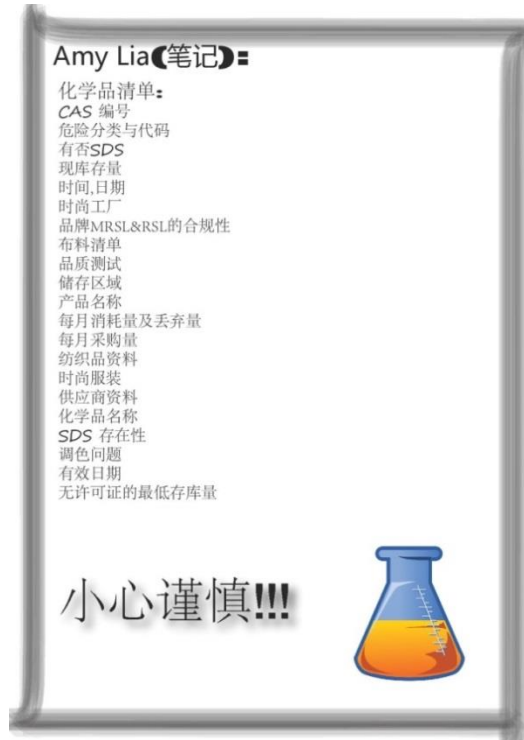 Amy Lia(笔记):
化学品清单:
CAS 编号
危险分类与代码
有否SDS
现库存量
时间,日期
时尚工厂
品牌MRSL&RSL的合规性
布料清单
品质测试
储存区域
产品名称
每月消耗量及丢弃量
每月采购量
纺织品资料
时尚服装
供应商资料
化学品名称
SDS 存在性
调色问题
有效日期
无许可证的最低存库量
小心谨慎!!!